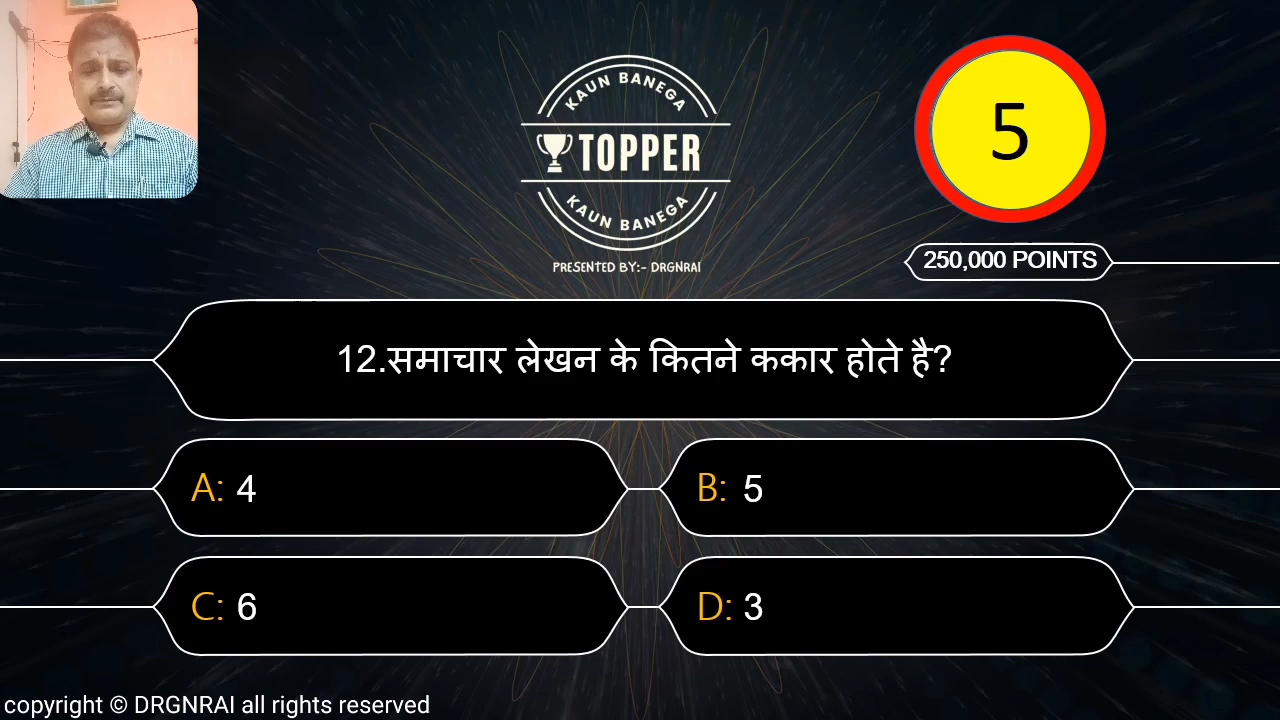 KAUN BANEGA
TOPPER
KAUN BANEGA
PRESENTED BY:- DRGNRAI
5
250,000 POINTS
12.समाचार लेखन के कितने ककार होते है?
A: 4
B: 5
C: 6
D: 3
copyright © DRGNRAI all rights reserved